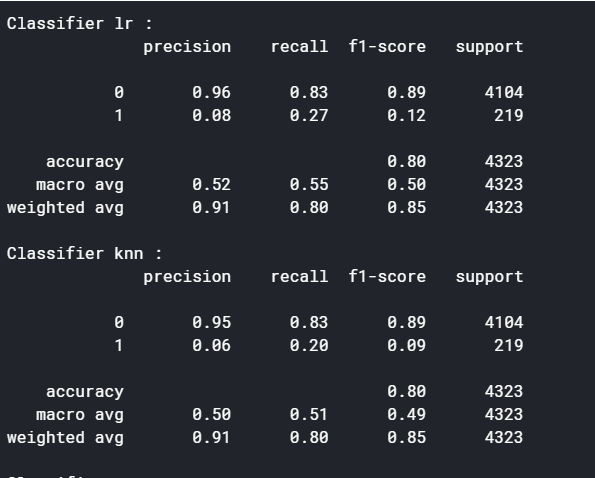 Classifier lr :
precision recall f1-score support
0 0.96 0.83 0.89 4104
1 0.08 0.27 0.12 219
accuracy 0.80 4323
macro avg 0.52 0.55 0.50 4323
weighted avg 0.91 0.80 0.85 4323
Classifier knn :
precision recall f1-score support
0 0.95 0.83 0.89 4104
1 0.06 0.20 0.09 219
accuracy 0.80 4323
macro avg 0.50 0.51 0.49 4323
weighted avg 0.91 0.80 0.85 4323